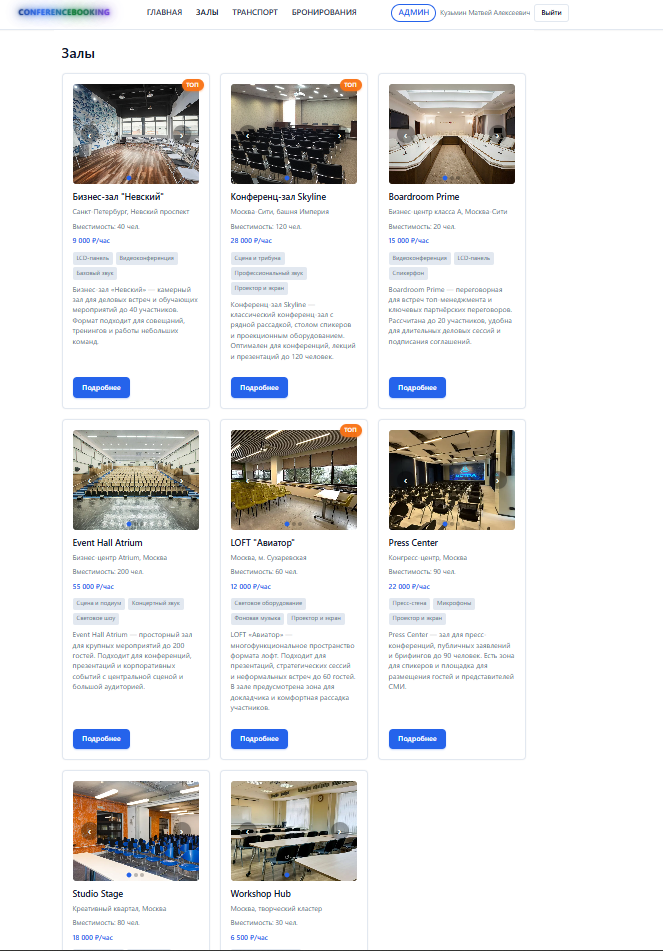 CONFERENCEBOOKING
ГЛАВНАЯ ЗАЛЫ ТРАНСПОРТ БРОНИРОВАНИЯ АДМИН Кузьмин Матвей Алексеевич Выйти
Залы
ТОП
Бизнес-зал "Невский"
Санкт-Петербург, Невский проспект
Вместимость: 40 чел.
9 000 ₽/час
LCD-панель Видеоконференция
Базовый звук
Бизнес-зал «Невский» — камерный
зал для деловых встреч и обучающих
мероприятий до 40 участников.
Формат подходит для совещаний,
тренингов и работы небольших
команд.
Подробнее
ТОП
Конференц-зал Skyline
Москва-Сити, башня Империя
Вместимость: 120 чел.
28 000 ₽/час
Сцена и трибуна
Профессиональный звук
Проектор и экран
Конференц-зал Skyline —
классический конференц-зал с
рядной рассадкой, столом спикеров
и проекционным оборудованием.
Оптимален для конференций, лекций
и презентаций до 120 человек.
Подробнее
Boardroom Prime
Бизнес-центр класса А, Москва-Сити
Вместимость: 20 чел.
15 000 ₽/час
Видеоконференция LCD-панель
Спикерфон
Boardroom Prime — переговорная
для встреч топ-менеджмента и
ключевых партнёрских переговоров.
Рассчитана до 20 участников, удобна
для длительных деловых сессий и
подписания соглашений.
Подробнее
Event Hall Atrium
Бизнес-центр Atrium, Москва
Вместимость: 200 чел.
55 000 ₽/час
Сцена и подиум Концертный звук
Световое шоу
Event Hall Atrium — просторный зал
для крупных мероприятий до 200
гостей. Подходит для конференций,
презентаций и корпоративных
событий с центральной сценой и
большой аудиторией.
Подробнее
ТОП
LOFT "Авиатор"
Москва, м. Сухаревская
Вместимость: 60 чел.
12 000 ₽/час
Световое оборудование
Фоновая музыка Проектор и экран
LOFT «Авиатор» —
многофункциональное пространство
формата лофт. Подходит для
презентаций, стратегических сессий
и неформальных встреч до 60 гостей.
В зале предусмотрена зона для
докладчика и комфортная рассадка
участников.
Подробнее
Press Center
Конгресс-центр, Москва
Вместимость: 90 чел.
22 000 ₽/час
Пресс-стена Микрофоны
Проектор и экран
Press Center — зал для пресс-
конференций, публичных заявлений
и брифингов до 90 человек. Есть зона
для спикеров и площадка для
размещения гостей и представителей
СМИ.
Подробнее
Studio Stage
Креативный квартал, Москва
Вместимость: 80 чел.
18 000 ₽/час
Workshop Hub
Москва, творческий кластер
Вместимость: 30 чел.
6 500 ₽/час